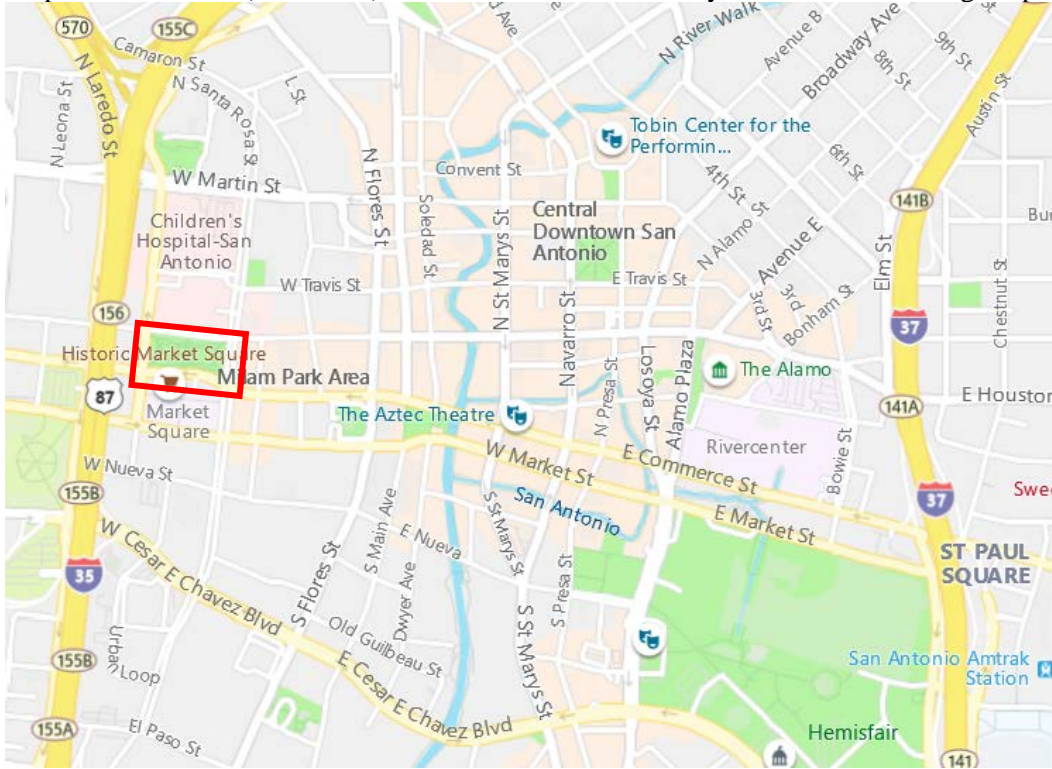 570
155C
Camaron St
N Santa Rosa St
L St
N Leona St
N Laredo St
W Martin St
N Flores St
Soledad St
Convent St
N St Marys St
N River Walk
Avenue B
Broadway Ave
9th St
8th St
6th St
Austin St
Tobin Center for the
Performin...
4th St
141B
Children's
Hospital-San
Antonio
Central
Downtown San
Antonio
N Alamo St
Avenue E
Elm St
W Travis St
E Travis St
3rd St
3rd
Bonham St
Chestnut St
156
37
Historic Market Square
Milam Park Area
Navarro St
N Presa St
Losoya St
Alamo Plaza
The Alamo
87
Market
Square
The Aztec Theatre
141A
E Houston
Rivercenter
Bowie St
W Nueva St
W Market St
E Commerce St
155B
San Antonio
E Market St
37
W Cesar E Chavez Blvd
S Main Ave
E Nueva
S St Marys St
ST PAUL
SQUARE
35
S Flores St
Dwyer Ave
S Presa St
Old Guilbeau St
155B
Urban Loop
E Cesar E Chavez Blvd
S St Marys St
San Antonio Amtrak
Station
155A
El Paso St
Hemisfair
141